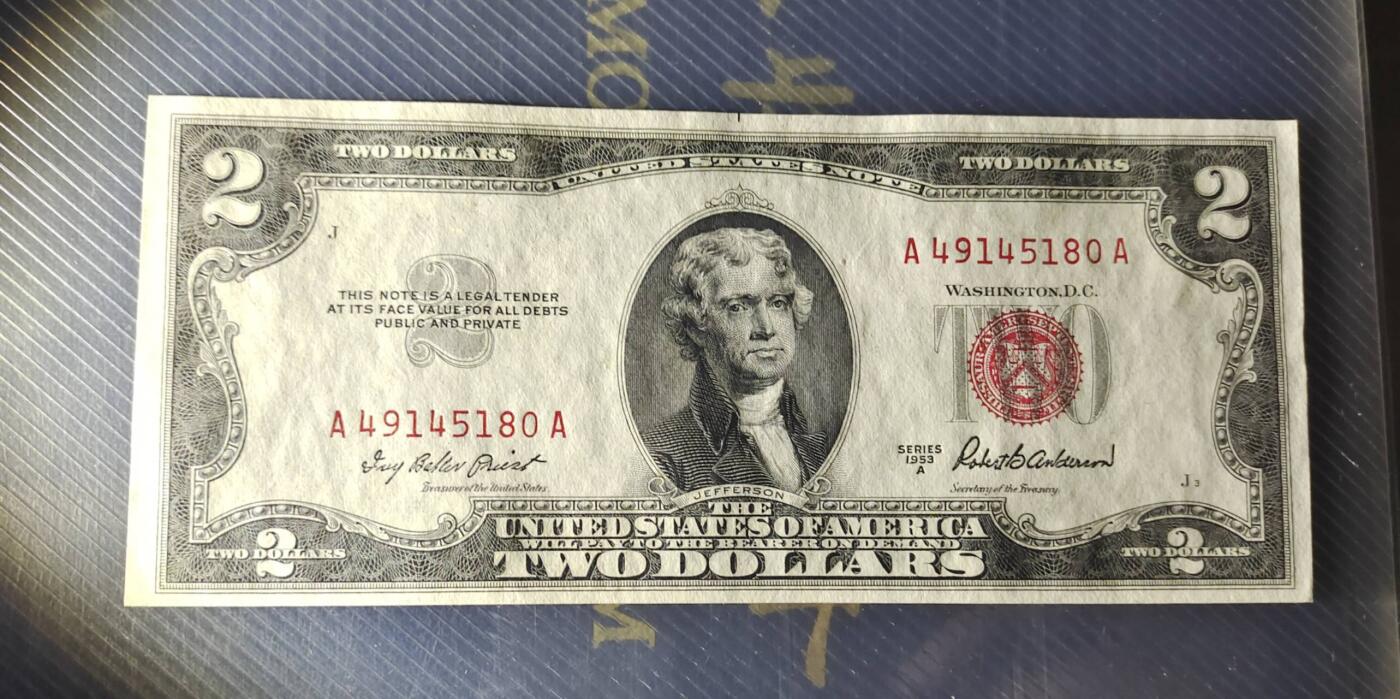 2
TWO DOLLARS
UNITED STATES NOTE
TWO DOLLARS
2
J
2
THIS NOTE IS A LEGAL TENDER
AT ITS FACE VALUE FOR ALL DEBTS
PUBLIC AND PRIVATE
A 49145180 A
WASHINGTON, D.C.
TWO
A 49145180 A
Ivy Baker Priest
Treasurer of the United States.
SERIES
1953
A
Robert B Anderson
Secretary of the Treasury.
J 3
JEFFERSON
THE
UNITED STATES OF AMERICA
WILL PAY TO THE BEARER ON DEMAND
TWO DOLLARS
TWO DOLLARS
2
TWO DOLLARS
2